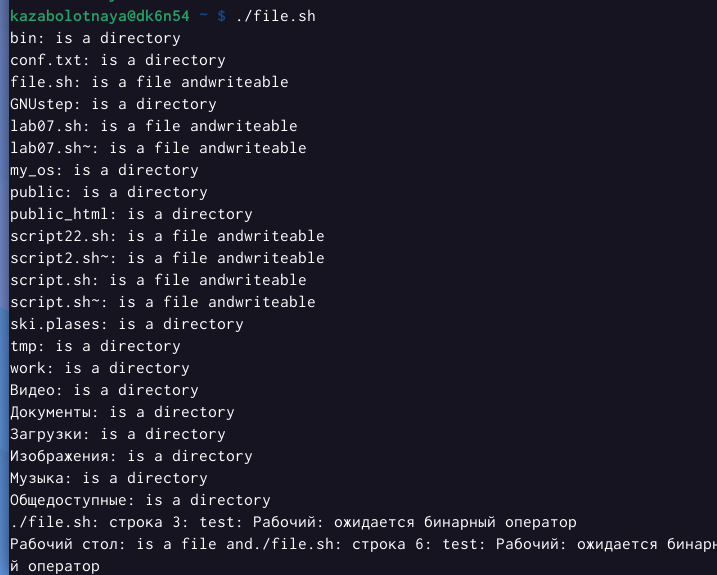 kazabolotnaya@dk6n54 ~ $ ./file.sh
bin: is a directory
conf.txt: is a directory
file.sh: is a file andwriteable
GNUstep: is a directory
lab07.sh: is a file andwriteable
lab07.sh~: is a file andwriteable
my_os: is a directory
public: is a directory
public_html: is a directory
script22.sh: is a file andwriteable
script2.sh~: is a file andwriteable
script.sh: is a file andwriteable
script.sh~: is a file andwriteable
ski.plases: is a directory
tmp: is a directory
work: is a directory
Видео: is a directory
Документы: is a directory
Загрузки: is a directory
Изображения: is a directory
Музыка: is a directory
Общедоступные: is a directory
./file.sh: строка 3: test: Рабочий: ожидается бинарный оператор
Рабочий стол: is a file and./file.sh: строка 6: test: Рабочий: ожидается бинарн
й оператор